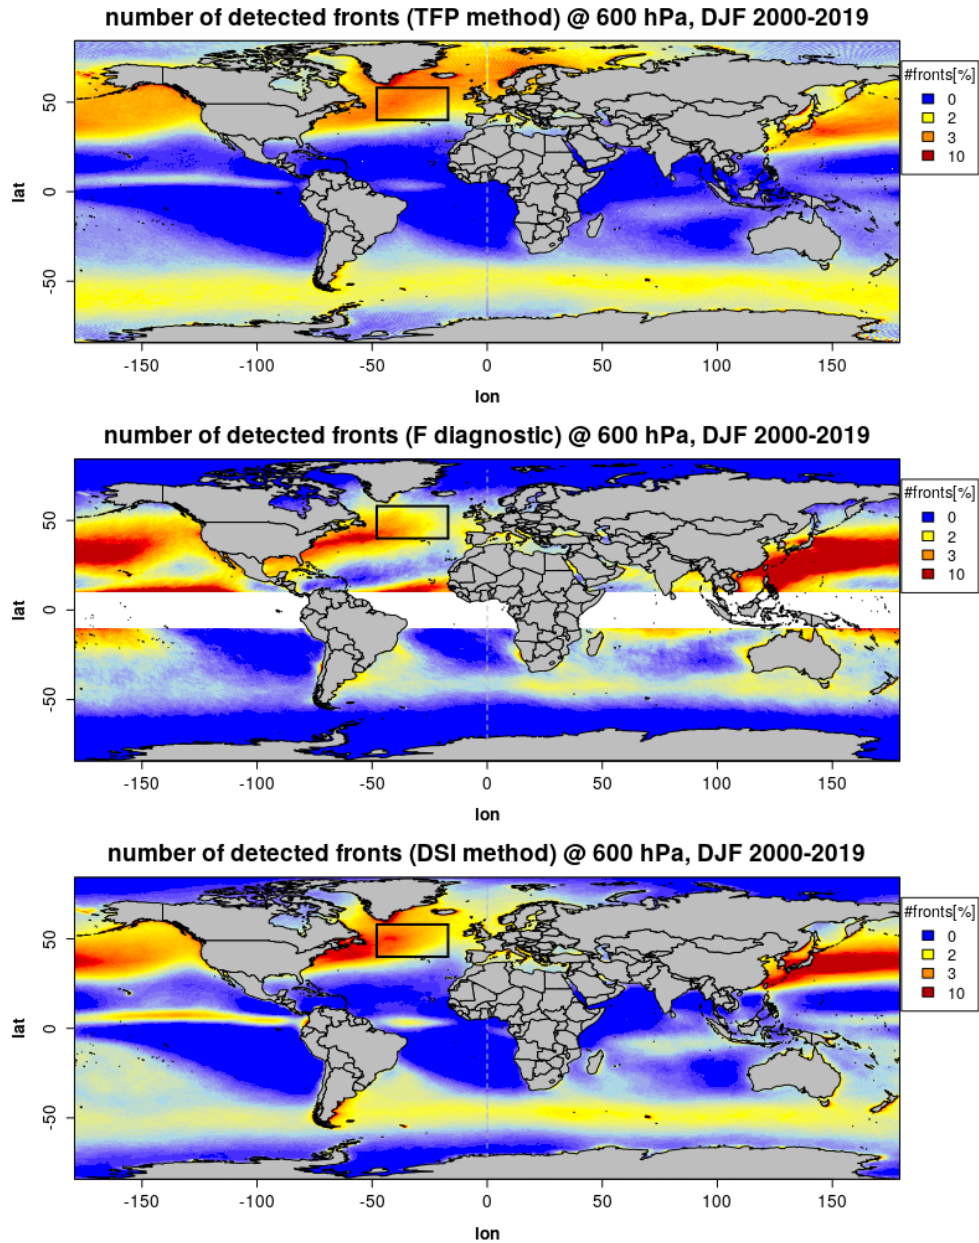 number of detected fronts (TFP method) @ 600 hPa, DJF 2000-2019
#fronts[%]
0
2
3
10
50
0
-50
lat
-150 -100 -50 0 50 100 150
lon
number of detected fronts (F diagnostic) @ 600 hPa, DJF 2000-2019
#fronts[%]
0
2
3
10
50
0
-50
lat
-150 -100 -50 0 50 100 150
lon
number of detected fronts (DSI method) @ 600 hPa, DJF 2000-2019
#fronts[%]
0
2
3
10
50
0
-50
lat
-150 -100 -50 0 50 100 150
lon